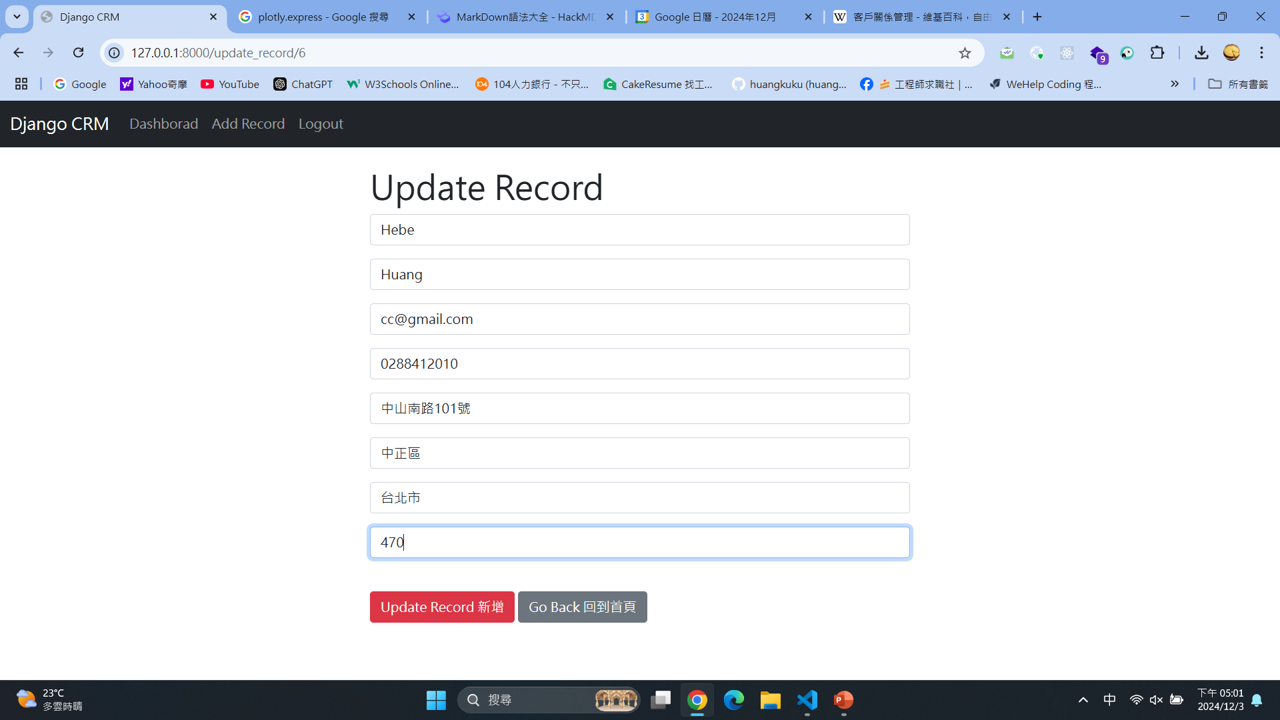 Django CRM
plotly.express - Google 搜尋
MarkDown語法大全 - HackMD
Google 日曆 - 2024年12月
客戶關係管理 - 維基百科，自由
127.0.0.1:8000/update_record/6
9
Google
Yahoo奇摩
YouTube
ChatGPT
W3Schools Online...
104人力銀行 - 不只...
CakeResume 找工...
huangkuku (huang...
工程師求職社 | ...
WeHelp Coding 程...
»
所有書籤
Django CRM
Dashborad
Add Record
Logout
Update Record
Hebe
Huang
cc@gmail.com
0288412010
中山南路101號
中正區
台北市
470
Update Record 新增
Go Back 回到首頁
23°C
多雲時晴
搜尋
中
下午 05:01
2024/12/3